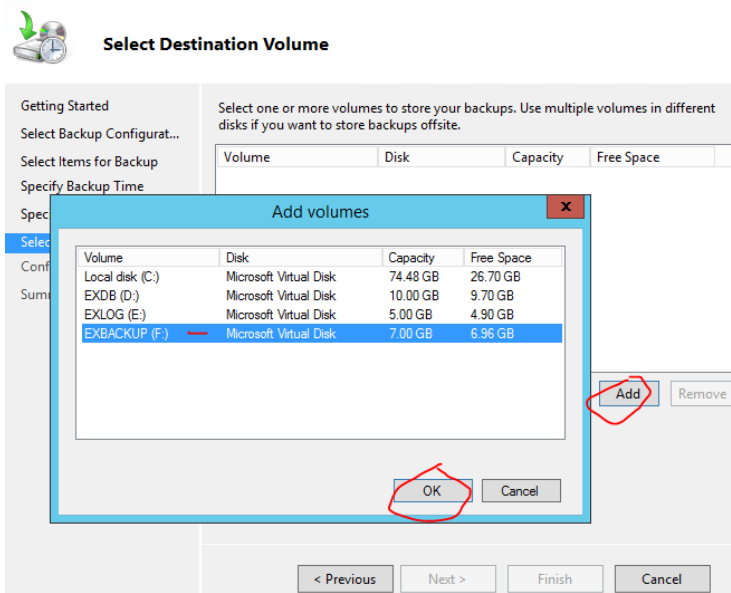 Select Destination Volume
Getting Started
Select Backup Configurat...
Select Items for Backup
Specify Backup Time
Spec
Selec
Conf
Sum
Select one or more volumes to store your backups. Use multiple volumes in different
disks if you want to store backups offsite.
Volume Disk Capacity Free Space
Add volumes
x
Volume Disk Capacity Free Space
Local disk (C:) Microsoft Virtual Disk 74.48 GB 26.70 GB
EXDB (D:) Microsoft Virtual Disk 10.00 GB 9.70 GB
EXLOG (E:) Microsoft Virtual Disk 5.00 GB 4.90 GB
EXBACKUP (F:) Microsoft Virtual Disk 7.00 GB 6.96 GB
OK Cancel
Add Remove
< Previous Next > Finish Cancel